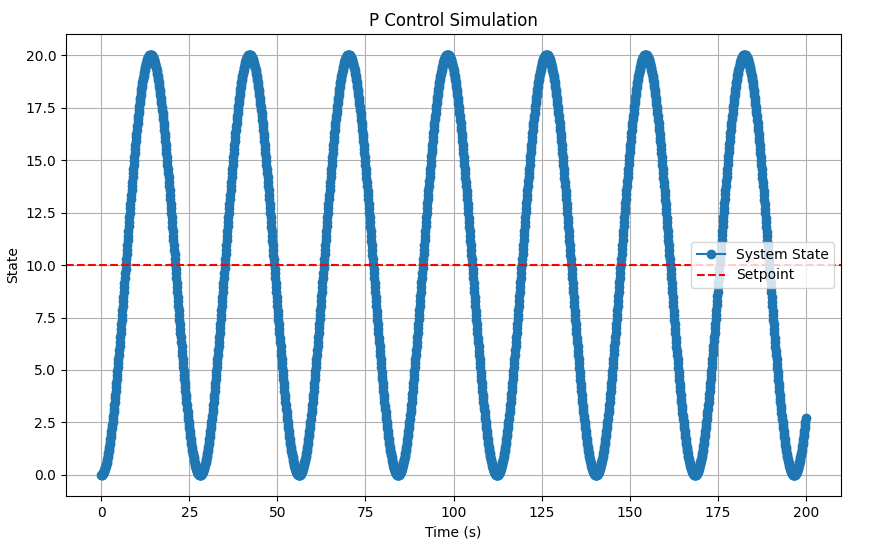 P Control Simulation
20.0
17.5
15.0
12.5
10.0
7.5
5.0
2.5
0.0
State
System State
Setpoint
0 25 50 75 100 125 150 175 200
Time (s)